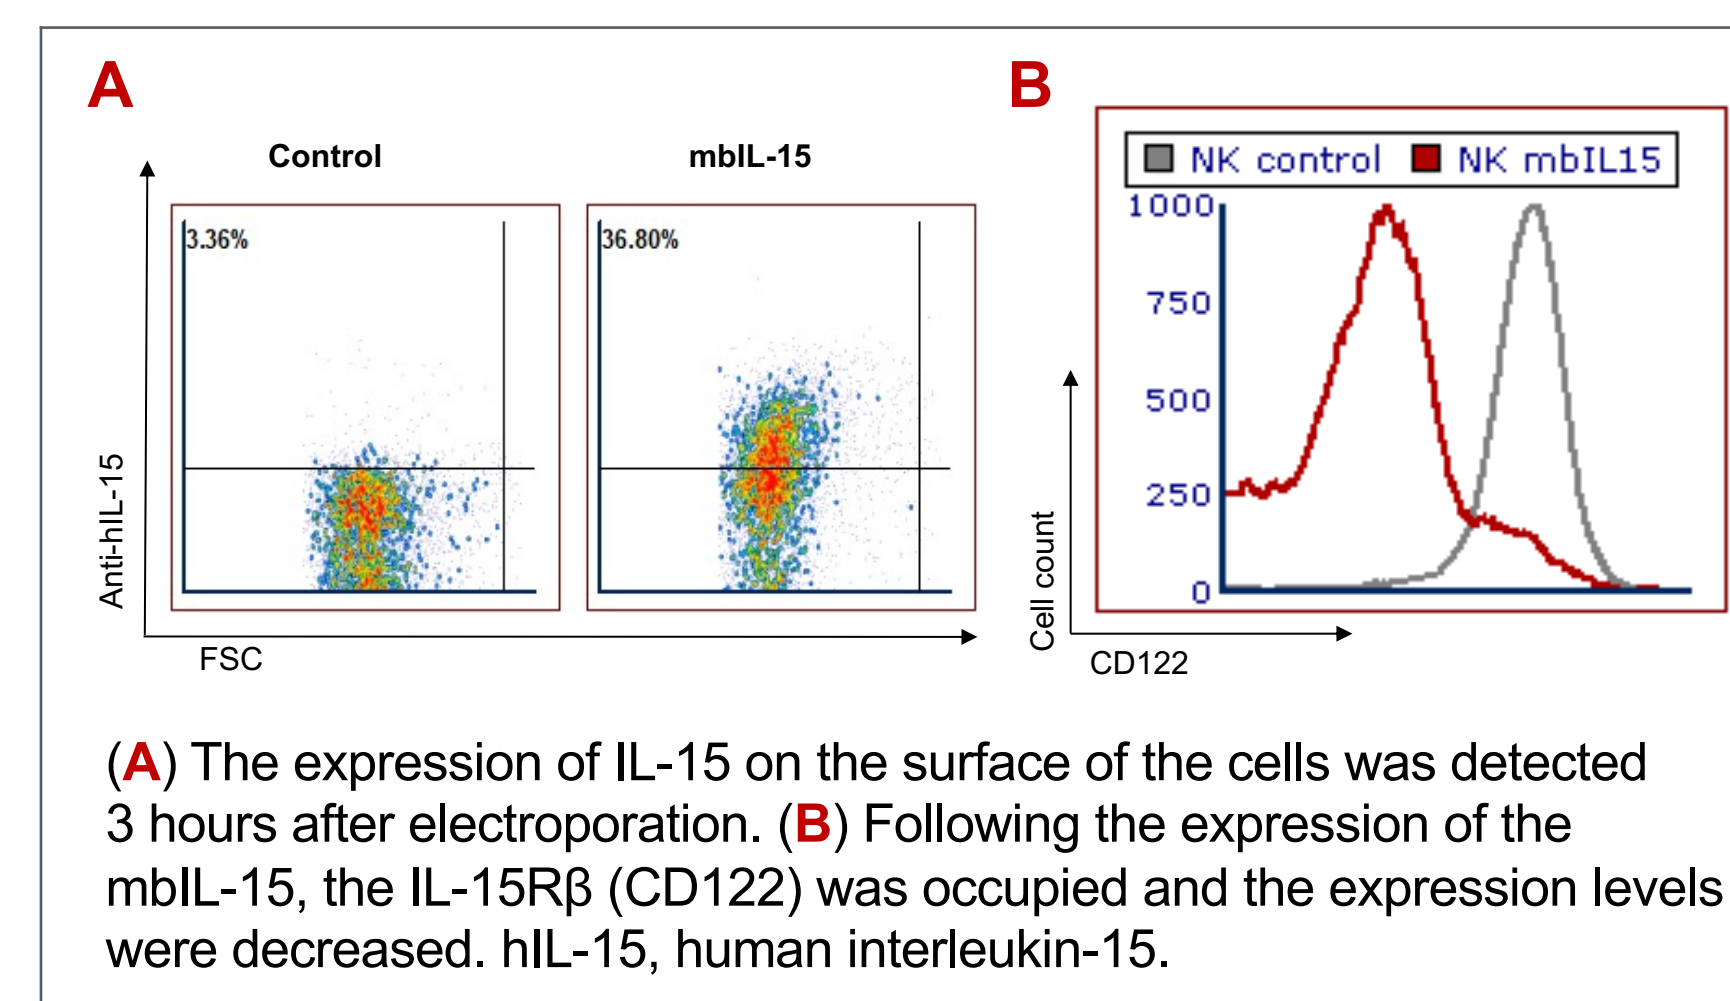 A
Control
mbIL-15
3.36%
36.80%
Anti-hIL-15
FSC
B
NK control NK mbIL15
1000
750
500
250
0
Cell count
CD122
(A) The expression of IL-15 on the surface of the cells was detected
3 hours after electroporation. (B) Following the expression of the
mbIL-15, the IL-15Rβ (CD122) was occupied and the expression levels
were decreased. hIL-15, human interleukin-15.